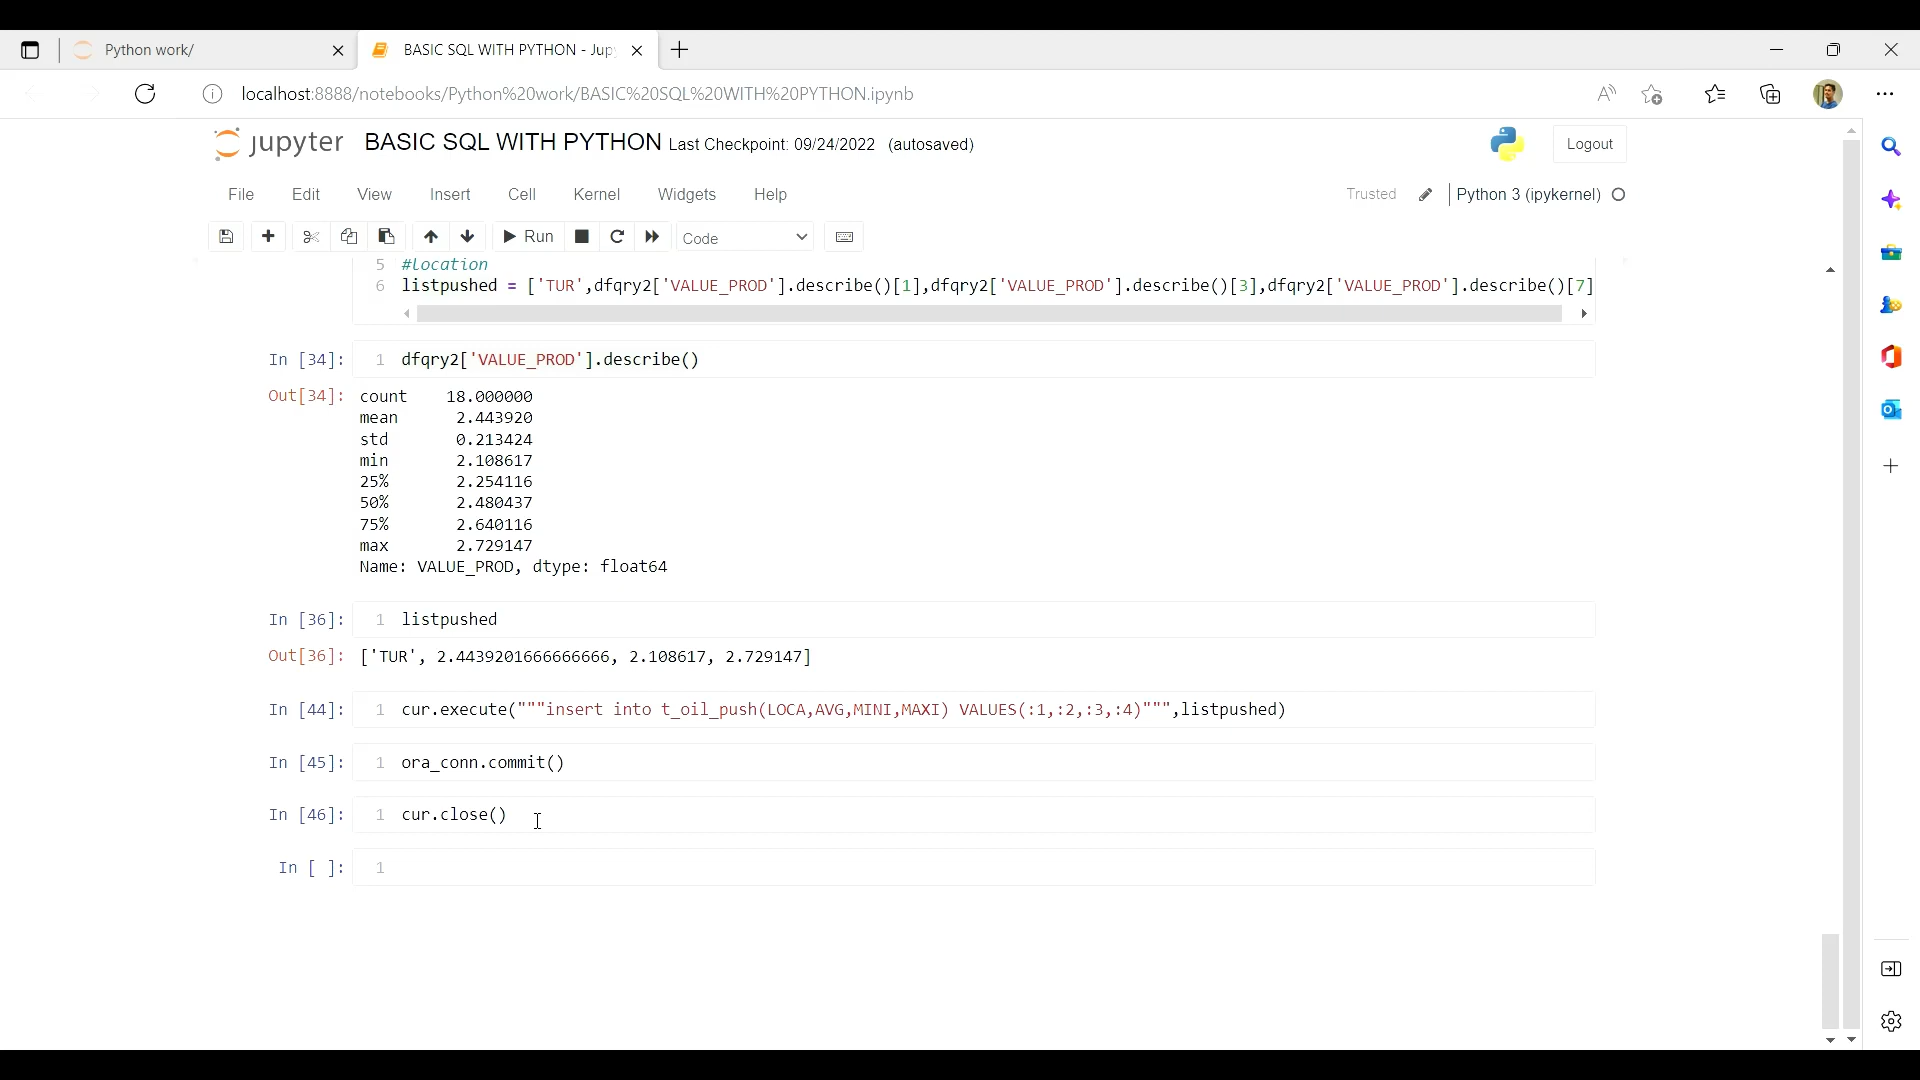 Python work/
BASIC SQL WITH PYTHON - Jup
localhost:8888/notebooks/Python%20work/BASIC%20SQL%20WITH%20PYTHON.ipynb
jupyter BASIC SQL WITH PYTHON Last Checkpoint: 09/24/2022 (autosaved)
Logout
File Edit View Insert Cell Kernel Widgets Help
Trusted Python 3 (ipykernel)
Run Code
5 #location
6 listpushed = ['TUR',dfqry2['VALUE_PROD'].describe()[1],dfqry2['VALUE_PROD'].describe()[3],dfqry2['VALUE_PROD'].describe()[7]
In [34]: 1 dfqry2['VALUE_PROD'].describe()
Out[34]: count 18.000000
mean 2.443920
std 0.213424
min 2.108617
25% 2.254116
50% 2.480437
75% 2.640116
max 2.729147
Name: VALUE_PROD, dtype: float64
In [36]: 1 listpushed
Out[36]: ['TUR', 2.4439201666666666, 2.108617, 2.729147]
In [44]: 1 cur.execute("""insert into t_oil_push(LOCA,AVG,MINI,MAXI) VALUES(:1,:2,:3,:4)""",listpushed)
In [45]: 1 ora_conn.commit()
In [46]: 1 cur.close()
In [ ]: 1